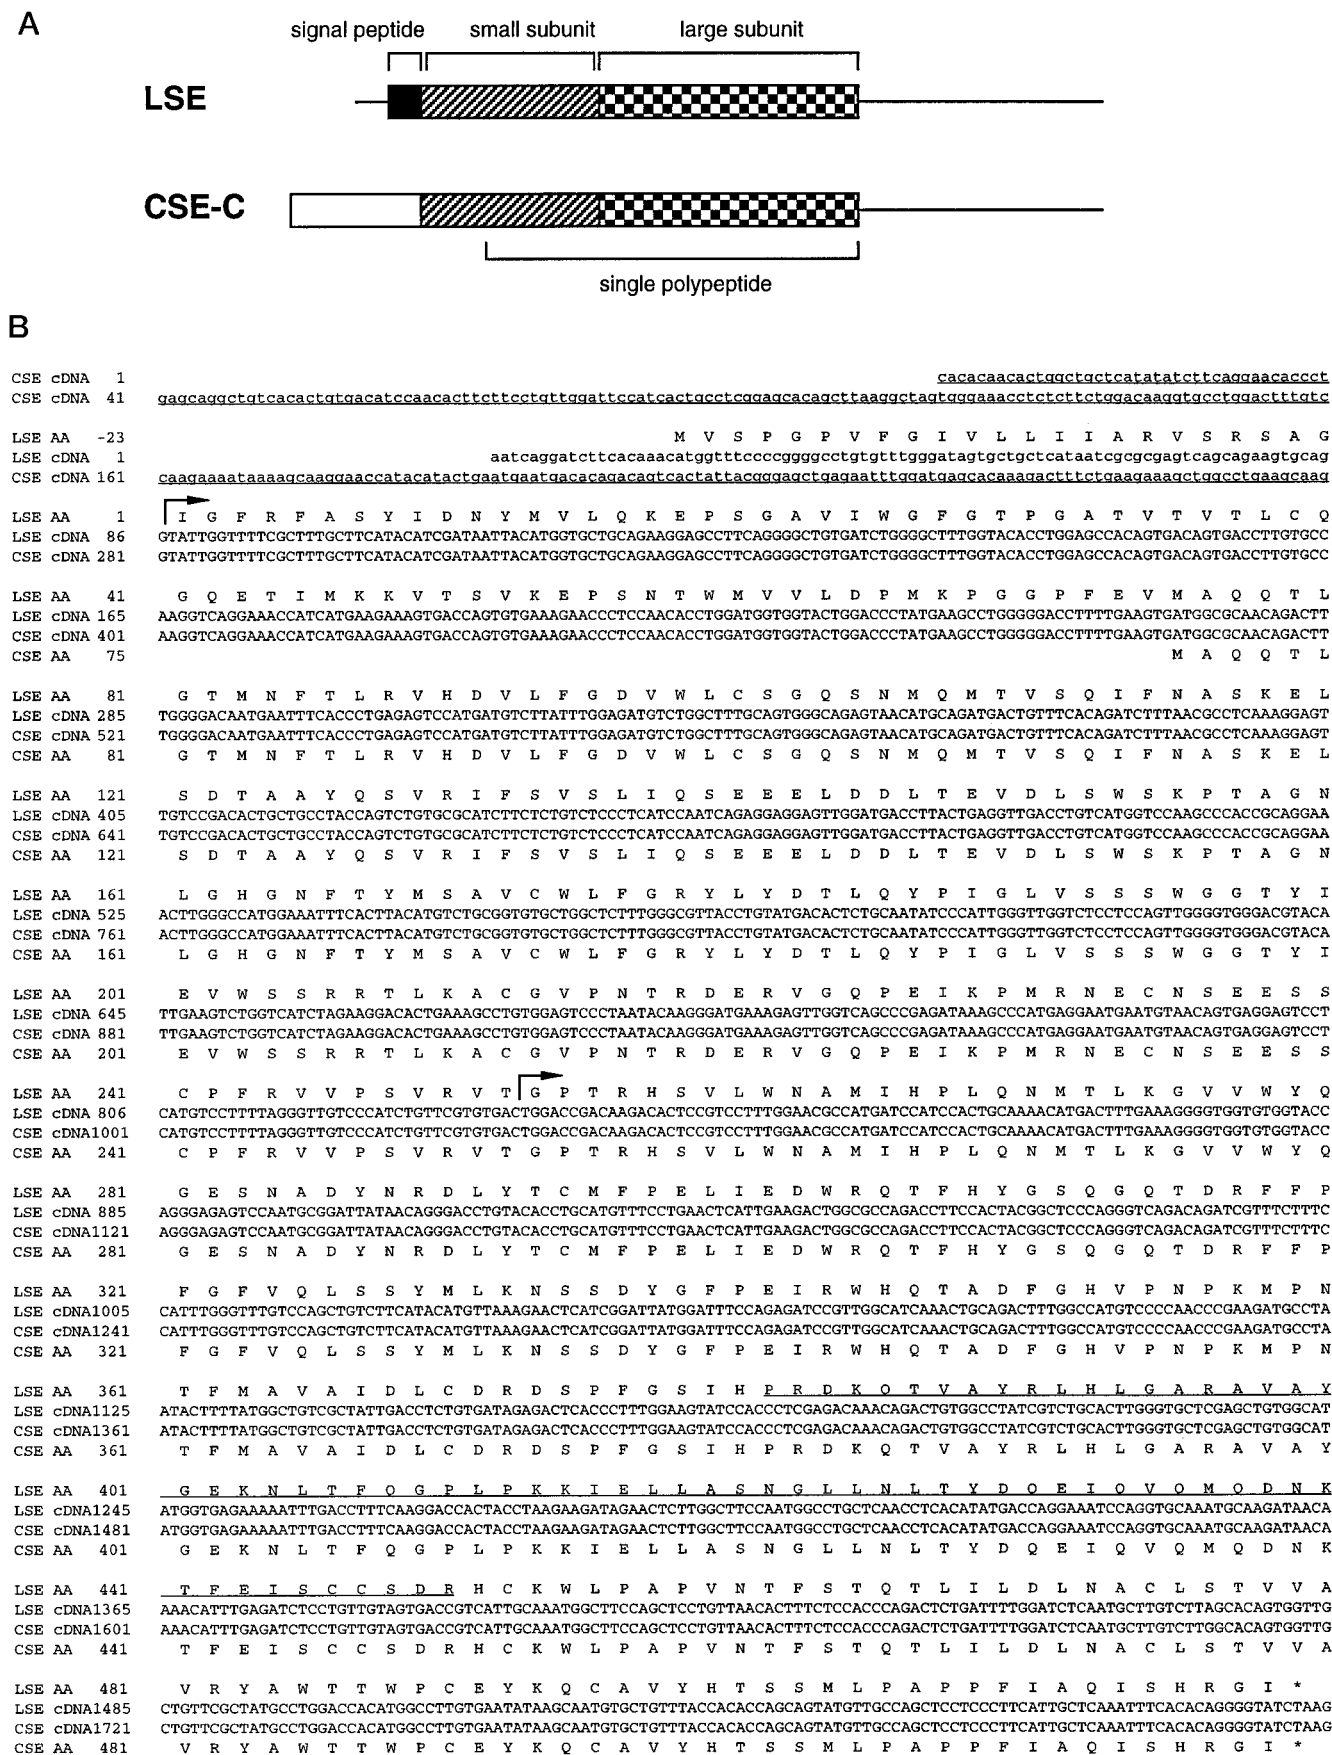 A
signal peptide small subunit large subunit
LSE
CSE-C
single polypeptide
B
CSE cDNA 1 cacacaacactggctgctcatatatcttcaggaacaccct
CSE cDNA 41 gagcaggctgtcacactgtgacatccaacacttcttcctgttggattccatcactgcctcggagcacagcttaaggctagtgggaaacctctcttctggacaaggtgcctggactttgtc
LSE AA -23 M V S P G P V F G I V L L I I A R V S R S A G
LSE cDNA 1 aatcaggatcttcacaaacatggtttccccggggcctgtgtttgggatagtgctgctcataatcgcgcgagtcagcagaagtgcag
CSE cDNA 161 caagaaaataaaagcaaggaaccatacatactgaatgaatgacacagacagtcactattacgggagctgagaatttggatgagcacaaagactttctgaagaaagctggcctgaagcaag
LSE AA 1 I G F R F A S Y I D N Y M V L Q K E P S G A V I W G F G T P G A T V T V T L C Q
LSE cDNA 86 GTATTGGTTTTCGCTTTGCTTCATACATCGATAATTACATGGTGCTGCAGAAGGAGCCTTCAGGGGCTGTGATCTGGGGCTTTGGTACACCTGGAGCCACAGTGACAGTGACCTTGTGCC
CSE cDNA 281 GTATTGGTTTTCGCTTTGCTTCATACATCGATAATTACATGGTGCTGCAGAAGGAGCCTTCAGGGGCTGTGATCTGGGGCTTTGGTACACCTGGAGCCACAGTGACAGTGACCTTGTGCC
LSE AA 41 G Q E T I M K K V T S V K E P S N T W M V V L D P M K P G G P F E V M A Q Q T L
LSE cDNA 165 AAGGTCAGGAAACCATCATGAAGAAAGTGACCAGTGTGAAAGAACCCTCCAACACCTGGATGGTGGTACTGGACCCTATGAAGCCTGGGGGACCTTTTGAAGTGATGGCGCAACAGACTT
CSE cDNA 401 AAGGTCAGGAAACCATCATGAAGAAAGTGACCAGTGTGAAAGAACCCTCCAACACCTGGATGGTGGTACTGGACCCTATGAAGCCTGGGGGACCTTTTGAAGTGATGGCGCAACAGACTT
CSE AA 75 M A Q Q T L
LSE AA 81 G T M N F T L R V H D V L F G D V W L C S G Q S N M Q M T V S Q I F N A S K E L
LSE cDNA 285 TGGGGACAATGAATTTCACCCTGAGAGTCCATGATGTCTTATTTGGAGATGTCTGGCTTTGCAGTGGGCAGAGTAACATGCAGATGACTGTTTCACAGATCTTTAACGCCTCAAAGGAGT
CSE cDNA 521 TGGGGACAATGAATTTCACCCTGAGAGTCCATGATGTCTTATTTGGAGATGTCTGGCTTTGCAGTGGGCAGAGTAACATGCAGATGACTGTTTCACAGATCTTTAACGCCTCAAAGGAGT
CSE AA 81 G T M N F T L R V H D V L F G D V W L C S G Q S N M Q M T V S Q I F N A S K E L
LSE AA 121 S D T A A Y Q S V R I F S V S L I Q S E E E L D D L T E V D L S W S K P T A G N
LSE cDNA 405 TGTCCGACACTGCTGCCTACCAGTCTGTGCGCATCTTCTCTGTCTCCCTCATCCAATCAGAGGAGGAGTTGGATGACCTTACTGAGGTTGACCTGTCATGGTCCAAGCCCACCGCAGGAA
CSE cDNA 641 TGTCCGACACTGCTGCCTACCAGTCTGTGCGCATCTTCTCTGTCTCCCTCATCCAATCAGAGGAGGAGTTGGATGACCTTACTGAGGTTGACCTGTCATGGTCCAAGCCCACCGCAGGAA
CSE AA 121 S D T A A Y Q S V R I F S V S L I Q S E E E L D D L T E V D L S W S K P T A G N
LSE AA 161 L G H G N F T Y M S A V C W L F G R Y L Y D T L Q Y P I G L V S S S W G G T Y I
LSE cDNA 525 ACTTGGGCCATGGAAATTTCACTTACATGTCTGCGGTGTGCTGGCTCTTTGGGCGTTACCTGTATGACACTCTGCAATATCCCATTGGGTTGGTCTCCTCCAGTTGGGGTGGGACGTACA
CSE cDNA 761 ACTTGGGCCATGGAAATTTCACTTACATGTCTGCGGTGTGCTGGCTCTTTGGGCGTTACCTGTATGACACTCTGCAATATCCCATTGGGTTGGTCTCCTCCAGTTGGGGTGGGACGTACA
CSE AA 161 L G H G N F T Y M S A V C W L F G R Y L Y D T L Q Y P I G L V S S S W G G T Y I
LSE AA 201 E V W S S R R T L K A C G V P N T R D E R V G Q P E I K P M R N E C N S E E S S
LSE cDNA 645 TTGAAGTCTGGTCATCTAGAAGGACACTGAAAGCCTGTGGAGTCCCTAATACAAGGGATGAAAGAGTTGGTCAGCCCGAGATAAAGCCCATGAGGAATGAATGTAACAGTGAGGAGTCCT
CSE cDNA 881 TTGAAGTCTGGTCATCTAGAAGGACACTGAAAGCCTGTGGAGTCCCTAATACAAGGGATGAAAGAGTTGGTCAGCCCGAGATAAAGCCCATGAGGAATGAATGTAACAGTGAGGAGTCCT
CSE AA 201 E V W S S R R T L K A C G V P N T R D E R V G Q P E I K P M R N E C N S E E S S
LSE AA 241 C P F R V V P S V R V T G P T R H S V L W N A M I H P L Q N M T L K G V V W Y Q
LSE cDNA 806 CATGTCCTTTTAGGGTTGTCCCATCTGTTCGTGTGACTGGACCGACAAGACACTCCGTCCTTTGGAACGCCATGATCCATCCACTGCAAAACATGACTTTGAAAGGGGTGGTGTGGTACC
CSE cDNA1001 CATGTCCTTTTAGGGTTGTCCCATCTGTTCGTGTGACTGGACCGACAAGACACTCCGTCCTTTGGAACGCCATGATCCATCCACTGCAAAACATGACTTTGAAAGGGGTGGTGTGGTACC
CSE AA 241 C P F R V V P S V R V T G P T R H S V L W N A M I H P L Q N M T L K G V V W Y Q
LSE AA 281 G E S N A D Y N R D L Y T C M F P E L I E D W R Q T F H Y G S Q G Q T D R F F P
LSE cDNA 885 AGGGAGAGTCCAATGCGGATTATAACAGGGACCTGTACACCTGCATGTTTCCTGAACTCATTGAAGACTGGCGCCAGACCTTCCACTACGGCTCCCAGGGTCAGACAGATCGTTTCTTTC
CSE cDNA1121 AGGGAGAGTCCAATGCGGATTATAACAGGGACCTGTACACCTGCATGTTTCCTGAACTCATTGAAGACTGGCGCCAGACCTTCCACTACGGCTCCCAGGGTCAGACAGATCGTTTCTTTC
CSE AA 281 G E S N A D Y N R D L Y T C M F P E L I E D W R Q T F H Y G S Q G Q T D R F F P
LSE AA 321 F G F V Q L S S Y M L K N S S D Y G F P E I R W H Q T A D F G H V P N P K M P N
LSE cDNA1005 CATTTGGGTTTGTCCAGCTGTCTTCATACATGTTAAAGAACTCATCGGATTATGGATTTCCAGAGATCCGTTGGCATCAAACTGCAGACTTTGGCCATGTCCCCAACCCGAAGATGCCTA
CSE cDNA1241 CATTTGGGTTTGTCCAGCTGTCTTCATACATGTTAAAGAACTCATCGGATTATGGATTTCCAGAGATCCGTTGGCATCAAACTGCAGACTTTGGCCATGTCCCCAACCCGAAGATGCCTA
CSE AA 321 F G F V Q L S S Y M L K N S S D Y G F P E I R W H Q T A D F G H V P N P K M P N
LSE AA 361 T F M A V A I D L C D R D S P F G S I H P R D K Q T V A Y R L H L G A R A V A Y
LSE cDNA1125 ATACTTTTATGGCTGTCGCTATTGACCTCTGTGATAGAGACTCACCCTTTGGAAGTATCCACCCTCGAGACAAACAGACTGTGGCCTATCGTCTGCACTTGGGTGCTCGAGCTGTGGCAT
CSE cDNA1361 ATACTTTTATGGCTGTCGCTATTGACCTCTGTGATAGAGACTCACCCTTTGGAAGTATCCACCCTCGAGACAAACAGACTGTGGCCTATCGTCTGCACTTGGGTGCTCGAGCTGTGGCAT
CSE AA 361 T F M A V A I D L C D R D S P F G S I H P R D K Q T V A Y R L H L G A R A V A Y
LSE AA 401 G E K N L T F Q G P L P K K I E L L A S N G L L N L T Y D Q E I Q V Q M Q D N K
LSE cDNA1245 ATGGTGAGAAAAATTTGACCTTTCAAGGACCACTACCTAAGAAGATAGAACTCTTGGCTTCCAATGGCCTGCTCAACCTCACATATGACCAGGAAATCCAGGTGCAAATGCAAGATAACA
CSE cDNA1481 ATGGTGAGAAAAATTTGACCTTTCAAGGACCACTACCTAAGAAGATAGAACTCTTGGCTTCCAATGGCCTGCTCAACCTCACATATGACCAGGAAATCCAGGTGCAAATGCAAGATAACA
CSE AA 401 G E K N L T F Q G P L P K K I E L L A S N G L L N L T Y D Q E I Q V Q M Q D N K
LSE AA 441 T F E I S C C S D R H C K W L P A P V N T F S T Q T L I L D L N A C L S T V V A
LSE cDNA1365 AAACATTTGAGATCTCCTGTTGTAGTGACCGTCATTGCAAATGGCTTCCAGCTCCTGTTAACACTTTCTCCACCCAGACTCTGATTTTGGATCTCAATGCTTGTCTTAGCACAGTGGTTG
CSE cDNA1601 AAACATTTGAGATCTCCTGTTGTAGTGACCGTCATTGCAAATGGCTTCCAGCTCCTGTTAACACTTTCTCCACCCAGACTCTGATTTTGGATCTCAATGCTTGTCTTGGCACAGTGGTTG
CSE AA 441 T F E I S C C S D R H C K W L P A P V N T F S T Q T L I L D L N A C L S T V V A
LSE AA 481 V R Y A W T T W P C E Y K Q C A V Y H T S S M L P A P P F I A Q I S H R G I *
LSE cDNA1485 CTGTTCGCTATGCCTGGACCACATGGCCTTGTGAATATAAGCAATGTGCTGTTTACCACACCAGCAGTATGTTGCCAGCTCCTCCCTTCATTGCTCAAATTTCACACAGGGGTATCTAAG
CSE cDNA1721 CTGTTCGCTATGCCTGGACCACATGGCCTTGTGAATATAAGCAATGTGCTGTTTACCACACCAGCAGTATGTTGCCAGCTCCTCCCTTCATTGCTCAAATTTCACACAGGGGTATCTAAG
CSE AA 481 V R Y A W T T W P C E Y K Q C A V Y H T S S M L P A P P F I A Q I S H R G I *